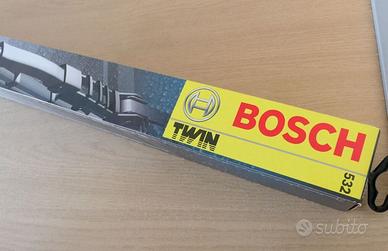 BOSCH
TWIN
532
subito